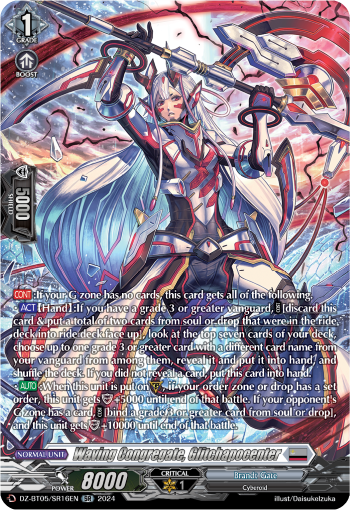 1
GRADE
BOOST
5000
SHIELD
CONT:If your G zone has no cards, this card gets all of the following.
・ACT【Hand】:If you have a grade 3 or greater vanguard, COST[discard this
card & put a total of two cards from soul or drop that were in the ride
deck into ride deck face up], look at the top seven cards of your deck,
choose up to one grade 3 or greater card with a different card name from
your vanguard from among them, reveal it and put it into hand, and
shuffle the deck. If you did not reveal a card, put this card into hand.
・AUTO:When this unit is put on , if your order zone or drop has a set
order, this unit gets +5000 until end of that battle. If your opponent's
G zone has a card, COST[bind a grade 3 or greater card from soul or drop],
and this unit gets +10000 until end of that battle.
NORMAL UNIT
Waving Congregate, Glitchepocenter
POWER
8000
CRITICAL
1
Brandt Gate
Cyberoid
DZ-BT05/SR16EN SR 2024
illust/DaisukeIzuka